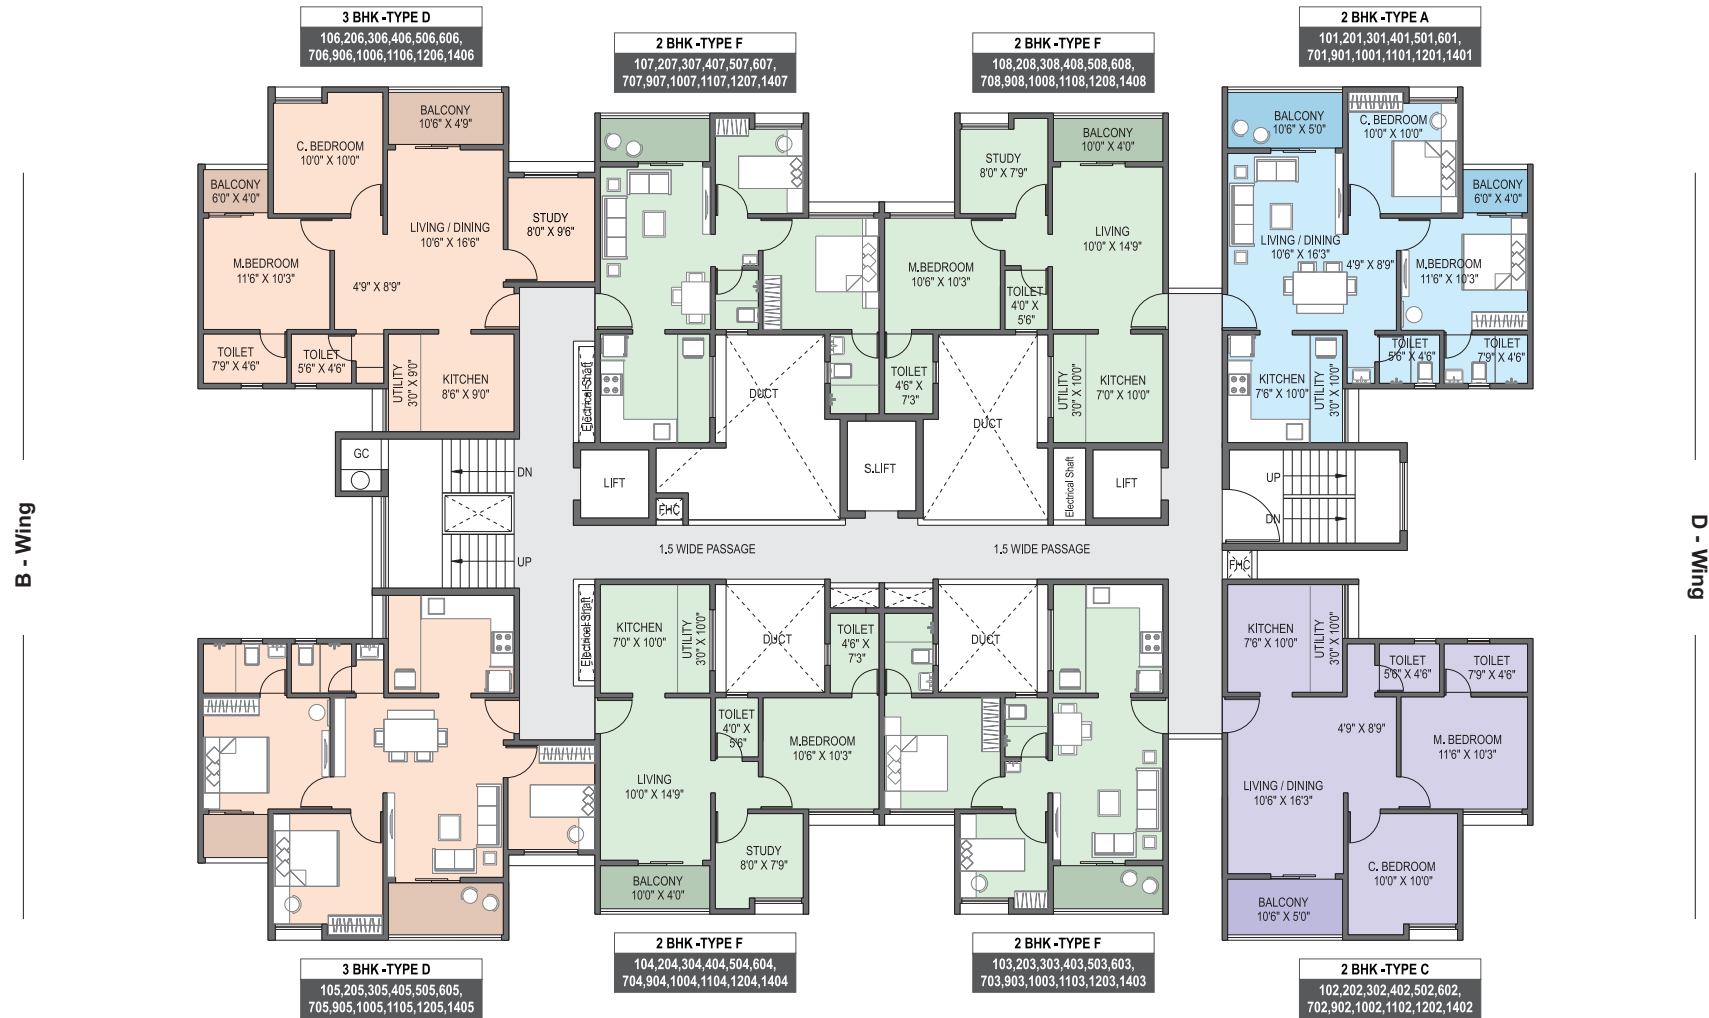 3 BHK -TYPE D
106,206,306,406,506,606,
706,906,1006,1106,1206,1406
2 BHK -TYPE F
107,207,307,407,507,607,
707,907,1007,1107,1207,1407
2 BHK -TYPE F
108,208,308,408,508,608,
708,908,1008,1108,1208,1408
2 BHK -TYPE A
101,201,301,401,501,601,
701,901,1001,1101,1201,1401
B - Wing
D - Wing
C. BEDROOM
10'0" X 10'0"
BALCONY
10'6" X 4'9"
BALCONY
6'0" X 4'0"
M.BEDROOM
11'6" X 10'3"
LIVING / DINING
10'6" X 16'6"
STUDY
8'0" X 9'6"
4'9" X 8'9"
TOILET
7'9" X 4'6"
TOILET
5'6" X 4'6"
UTILITY
3'0" X 9'0"
KITCHEN
8'6" X 9'0"
Electrical Shaft
DUCT
STUDY
8'0" X 7'9"
BALCONY
10'0" X 4'0"
LIVING
10'0" X 14'9"
M.BEDROOM
10'6" X 10'3"
TOILET
4'0" X
5'6"
TOILET
4'6" X
7'3"
DUCT
UTILITY
3'0" X 10'0"
KITCHEN
7'0" X 10'0"
BALCONY
10'6" X 5'0"
C. BEDROOM
10'0" X 10'0"
BALCONY
6'0" X 4'0"
LIVING / DINING
10'6" X 16'3"
4'9" X 8'9"
M.BEDROOM
11'6" X 10'3"
TOILET
5'6" X 4'6"
TOILET
7'9" X 4'6"
KITCHEN
7'6" X 10'0"
UTILITY
3'0" X 10'0"
GC
DN
UP
LIFT
FHC
S.LIFT
Electrical Shaft
LIFT
UP
DN
FHC
1.5 WIDE PASSAGE
1.5 WIDE PASSAGE
Electrical Shaft
KITCHEN
7'0" X 10'0"
UTILITY
3'0" X 10'0"
DUCT
TOILET
4'6" X
7'3"
DUCT
TOILET
4'0" X
5'6"
M.BEDROOM
10'6" X 10'3"
LIVING
10'0" X 14'9"
STUDY
8'0" X 7'9"
BALCONY
10'0" X 4'0"
KITCHEN
7'6" X 10'0"
UTILITY
3'0" X 10'0"
TOILET
5'6" X 4'6"
TOILET
7'9" X 4'6"
4'9" X 8'9"
M. BEDROOM
11'6" X 10'3"
LIVING / DINING
10'6" X 16'3"
C. BEDROOM
10'0" X 10'0"
BALCONY
10'6" X 5'0"
3 BHK -TYPE D
105,205,305,405,505,605,
705,905,1005,1105,1205,1405
2 BHK -TYPE F
104,204,304,404,504,604,
704,904,1004,1104,1204,1404
2 BHK -TYPE F
103,203,303,403,503,603,
703,903,1003,1103,1203,1403
2 BHK -TYPE C
102,202,302,402,502,602,
702,902,1002,1102,1202,1402